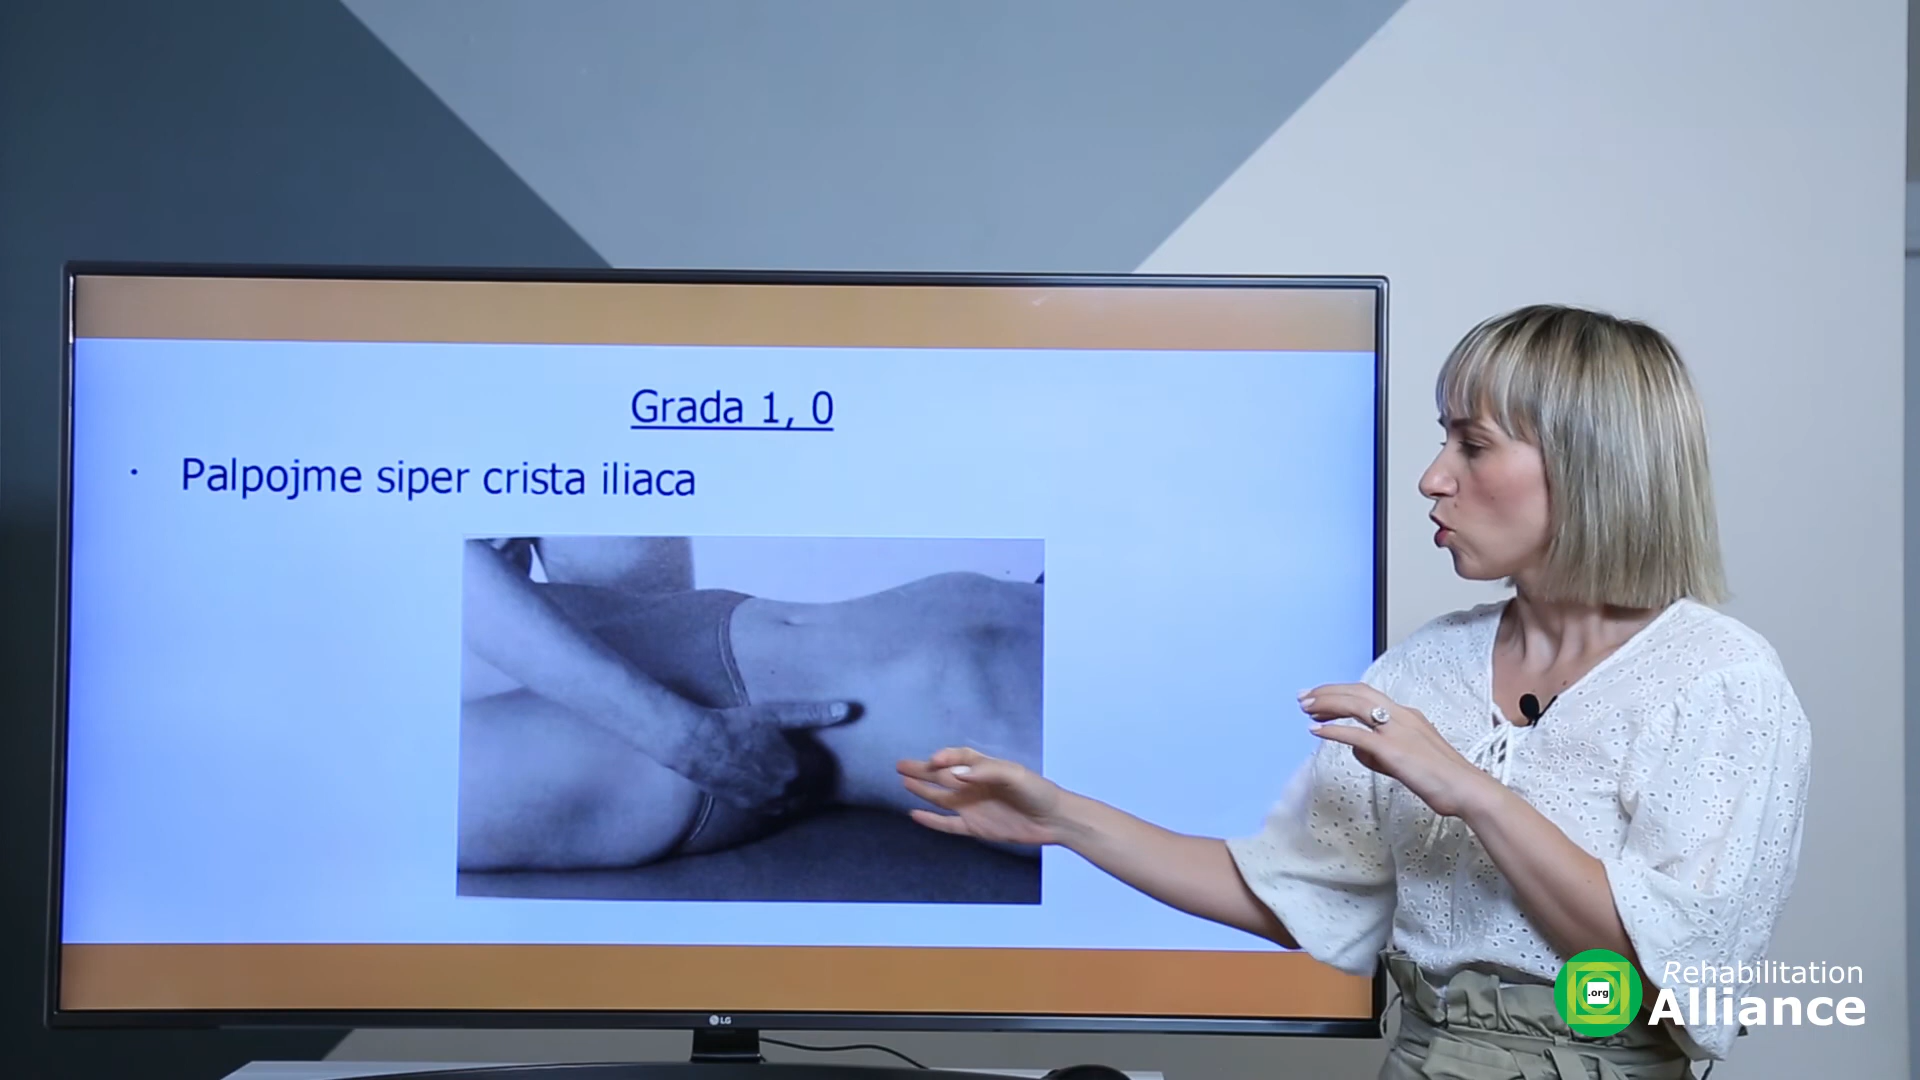 Grada 1, 0
· Palpojme siper crista iliaca
LG
.org
Rehabilitation
Alliance